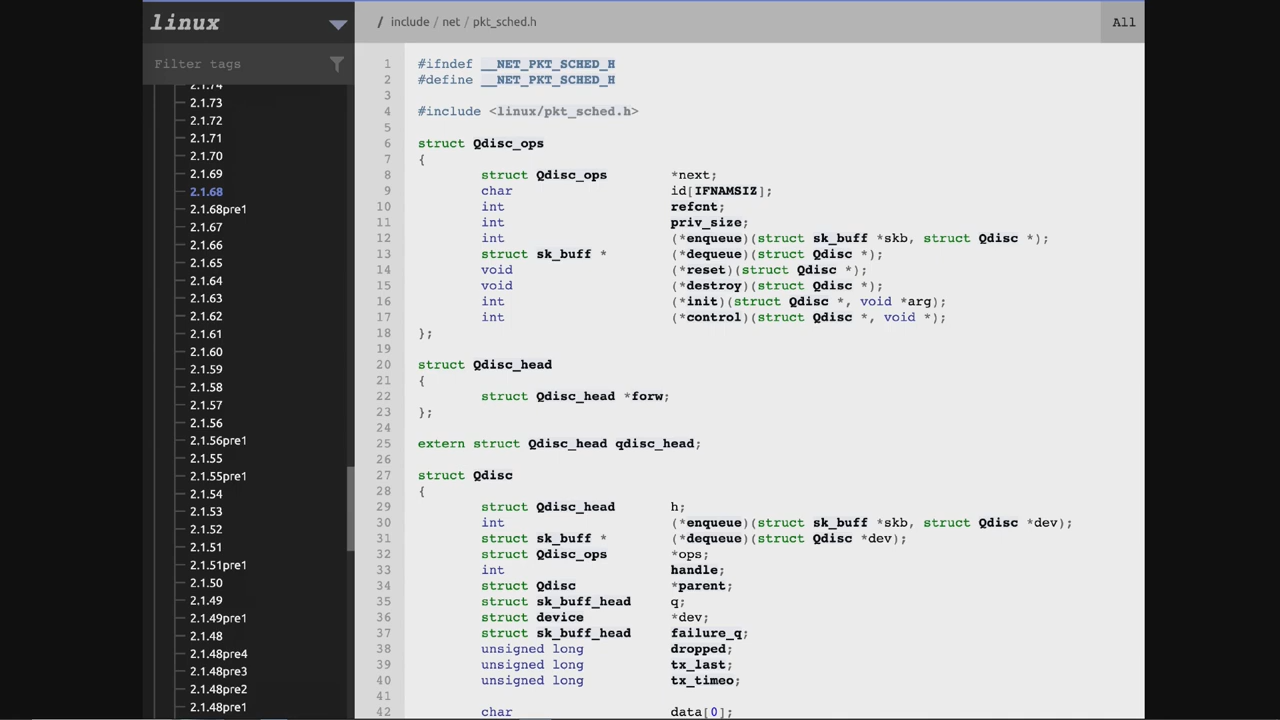 linux
/ include / net / pkt_sched.h
All
Filter tags
2.1.74
2.1.73
2.1.72
2.1.71
2.1.70
2.1.69
2.1.68
2.1.68pre1
2.1.67
2.1.66
2.1.65
2.1.64
2.1.63
2.1.62
2.1.61
2.1.60
2.1.59
2.1.58
2.1.57
2.1.56
2.1.56pre1
2.1.55
2.1.55pre1
2.1.54
2.1.53
2.1.52
2.1.51
2.1.51pre1
2.1.50
2.1.49
2.1.49pre1
2.1.48
2.1.48pre4
2.1.48pre3
2.1.48pre2
2.1.48pre1
1 #ifndef __NET_PKT_SCHED_H
2 #define __NET_PKT_SCHED_H
3
4 #include <linux/pkt_sched.h>
5
6 struct Qdisc_ops
7 {
8 struct Qdisc_ops *next;
9 char id[IFNAMSIZ];
10 int refcnt;
11 int priv_size;
12 int (*enqueue)(struct sk_buff *skb, struct Qdisc *);
13 struct sk_buff * (*dequeue)(struct Qdisc *);
14 void (*reset)(struct Qdisc *);
15 void (*destroy)(struct Qdisc *);
16 int (*init)(struct Qdisc *, void *arg);
17 int (*control)(struct Qdisc *, void *);
18 };
19
20 struct Qdisc_head
21 {
22 struct Qdisc_head *forw;
23 };
24
25 extern struct Qdisc_head qdisc_head;
26
27 struct Qdisc
28 {
29 struct Qdisc_head h;
30 int (*enqueue)(struct sk_buff *skb, struct Qdisc *dev);
31 struct sk_buff * (*dequeue)(struct Qdisc *dev);
32 struct Qdisc_ops *ops;
33 int handle;
34 struct Qdisc *parent;
35 struct sk_buff_head q;
36 struct device *dev;
37 struct sk_buff_head failure_q;
38 unsigned long dropped;
39 unsigned long tx_last;
40 unsigned long tx_timeo;
41
42 char data[0];